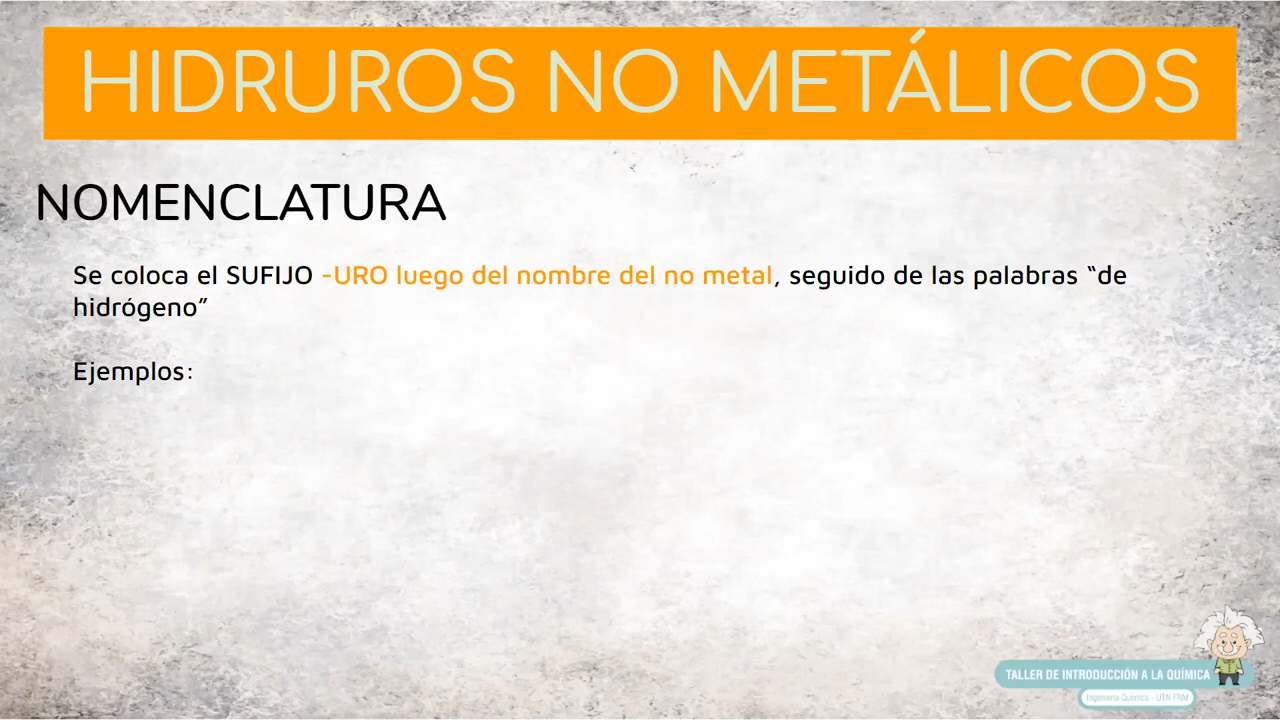 HIDRUROS NO METÁLICOS
NOMENCLATURA
Se coloca el SUFIJO -URO luego del nombre del no metal, seguido de las palabras “de
hidrógeno”
Ejemplos:
TALLER DE INTRODUCCIÓN A LA QUÍMICA
Ingeniería Química - UTN FRM